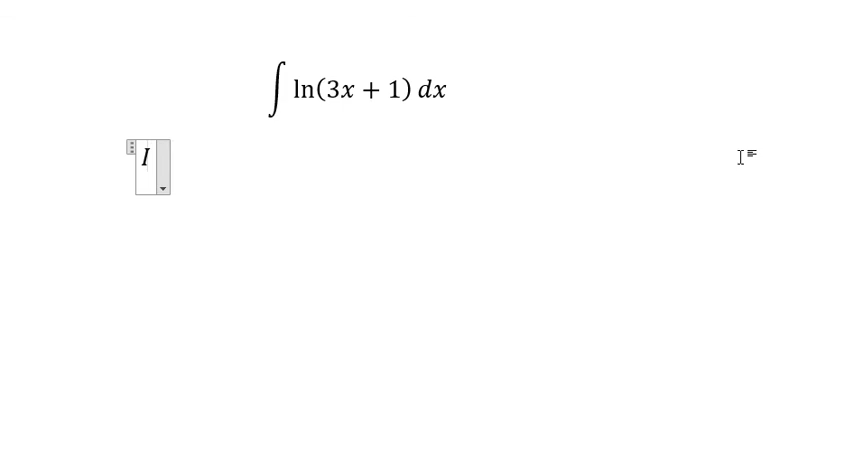 ∫ ln(3x + 1) dx
I